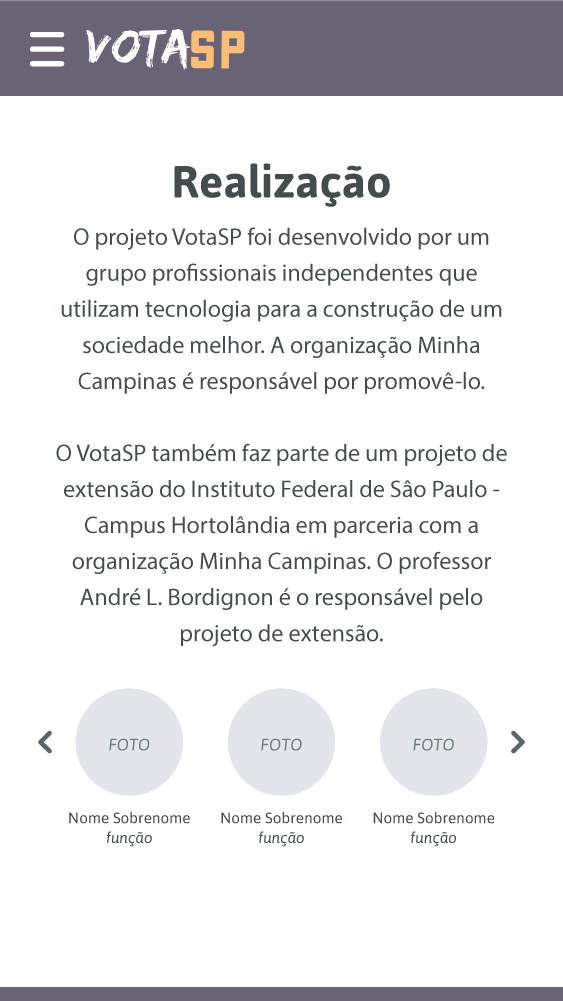 VOTASP
Realização
O projeto VotaSP foi desenvolvido por um
grupo profissionais independentes que
utilizam tecnologia para a construção de um
sociedade melhor. A organização Minha
Campinas é responsável por promovê-lo.
O VotaSP também faz parte de um projeto de
extensão do Instituto Federal de Sâo Paulo -
Campus Hortolândia em parceria com a
organização Minha Campinas. O professor
André L. Bordignon é o responsável pelo
projeto de extensão.
FOTO FOTO FOTO
Nome Sobrenome Nome Sobrenome Nome Sobrenome
função função função